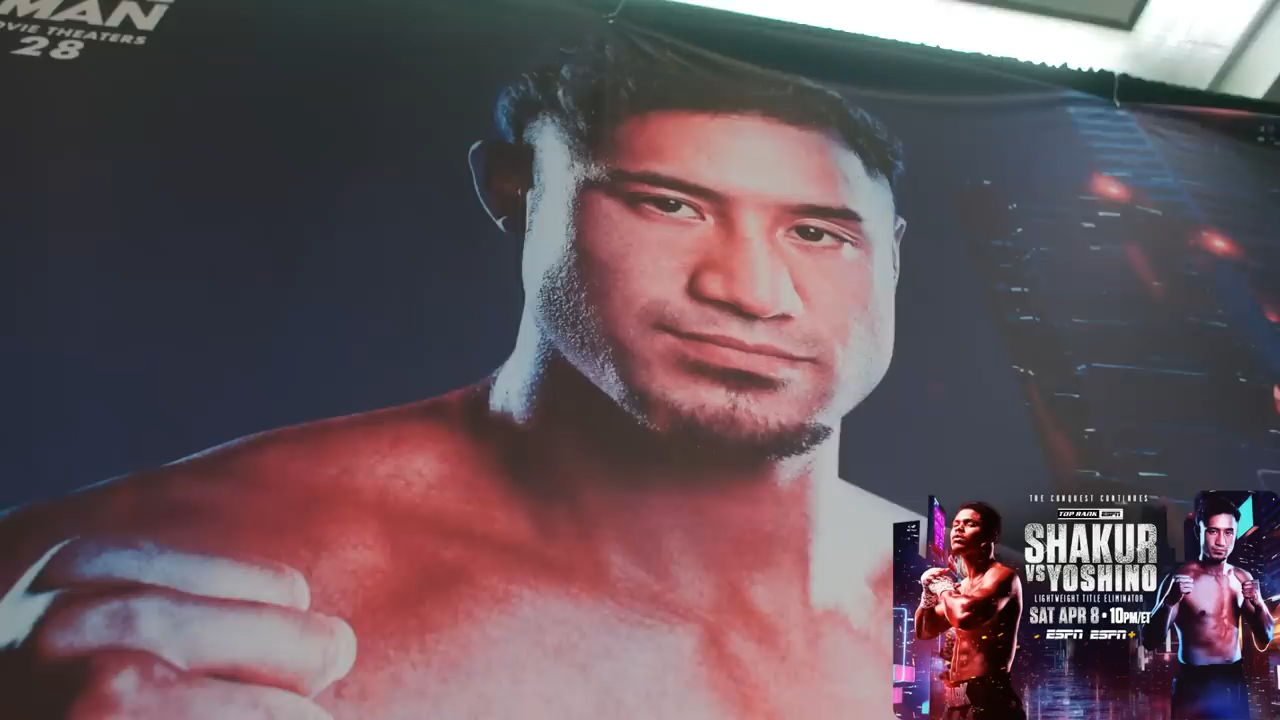 MAN
MOVIE THEATERS
28
THE CONQUEST CONTINUES
TOP RANK ESPN
SHAKUR
VS YOSHINO
LIGHTWEIGHT TITLE ELIMINATOR
SAT APR 8 • 10PM/ET
ESPN ESPN+